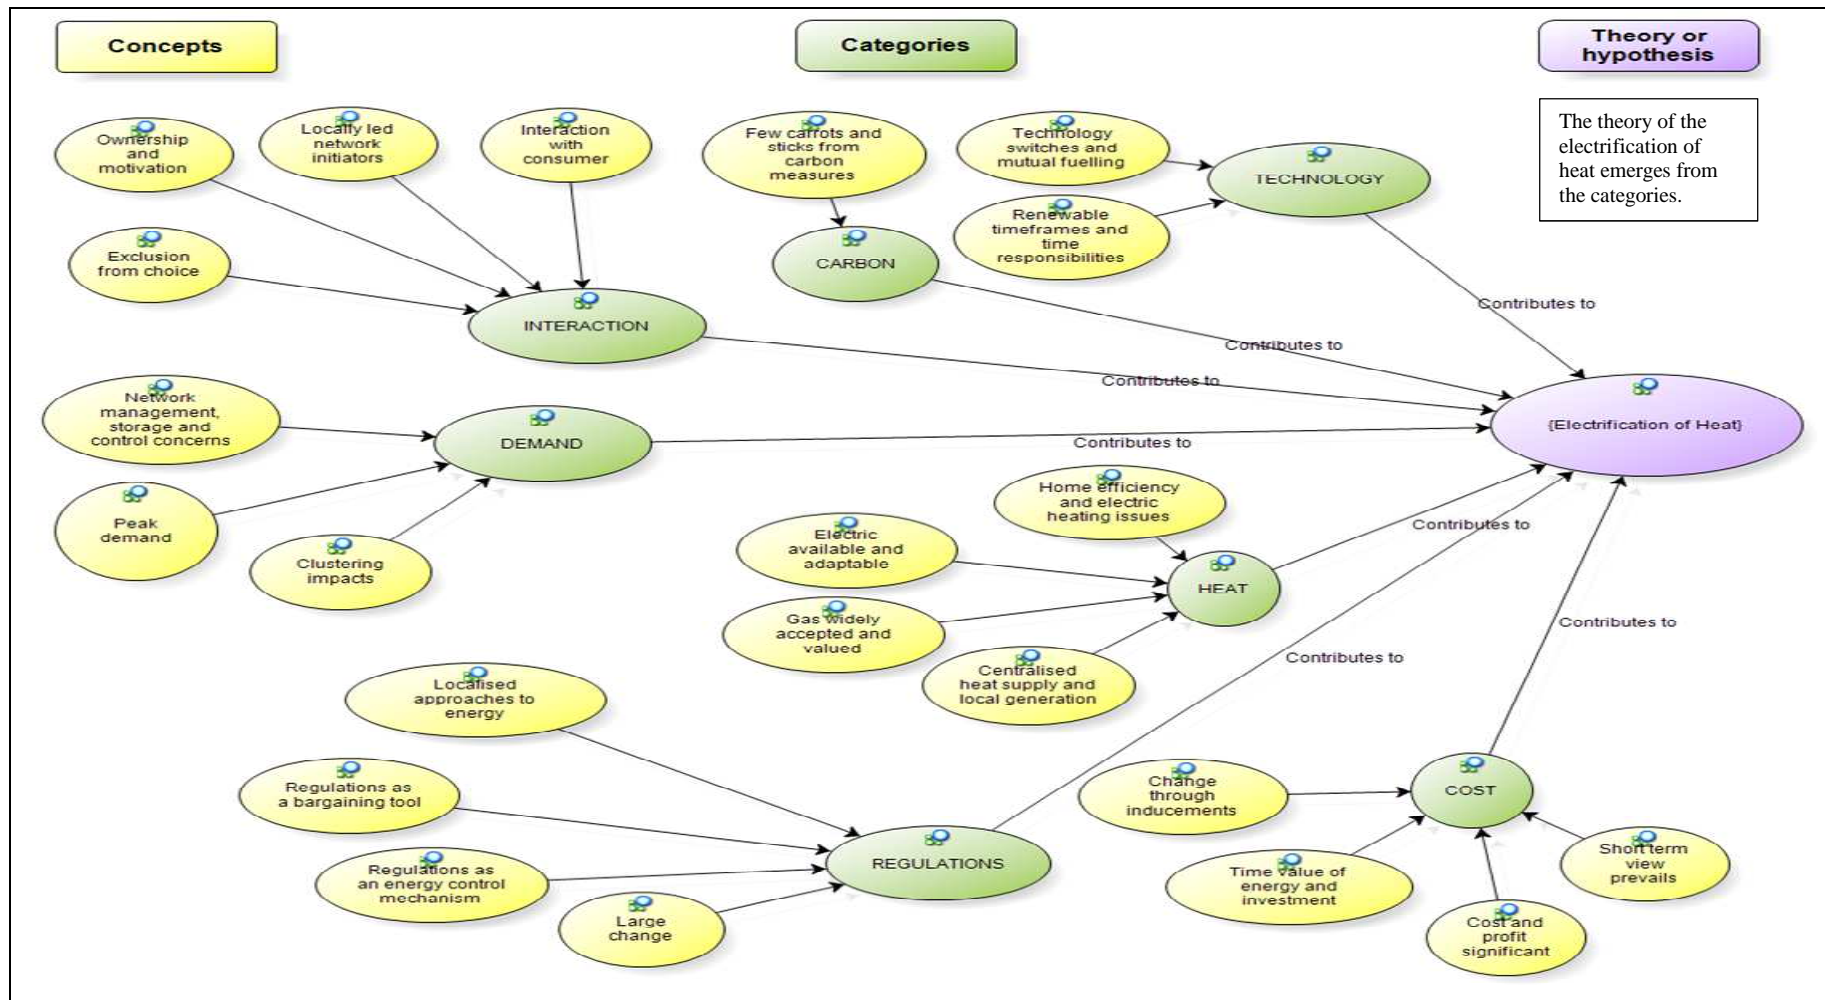 Concepts
Categories
Theory or
hypothesis
The theory of the
electrification of
heat emerges from
the categories.
Ownership
and
motivation
Locally led
network
initiators
Interaction
with
consumer
Exclusion
from choice
INTERACTION
Few carrots and
sticks from
carbon
measures
CARBON
Technology
switches and
mutual fuelling
Renewable
timeframes and
time
responsibilities
TECHNOLOGY
Contributes to
Contributes to
Contributes to
Contributes to
{Electrification of Heat}
Network
management,
storage and
control concerns
Peak
demand
Clustering
impacts
DEMAND
Home efficiency
and electric
heating issues
Electric
available and
adaptable
Gas widely
accepted and
valued
Centralised
heat supply and
local generation
HEAT
Contributes to
Contributes to
Contributes to
Localised
approaches to
energy
Regulations as
a bargaining tool
Regulations as
an energy control
mechanism
Large
change
REGULATIONS
Change
through
inducements
Time value of
energy and
investment
Cost and
profit
significant
Short term
view
prevails
COST